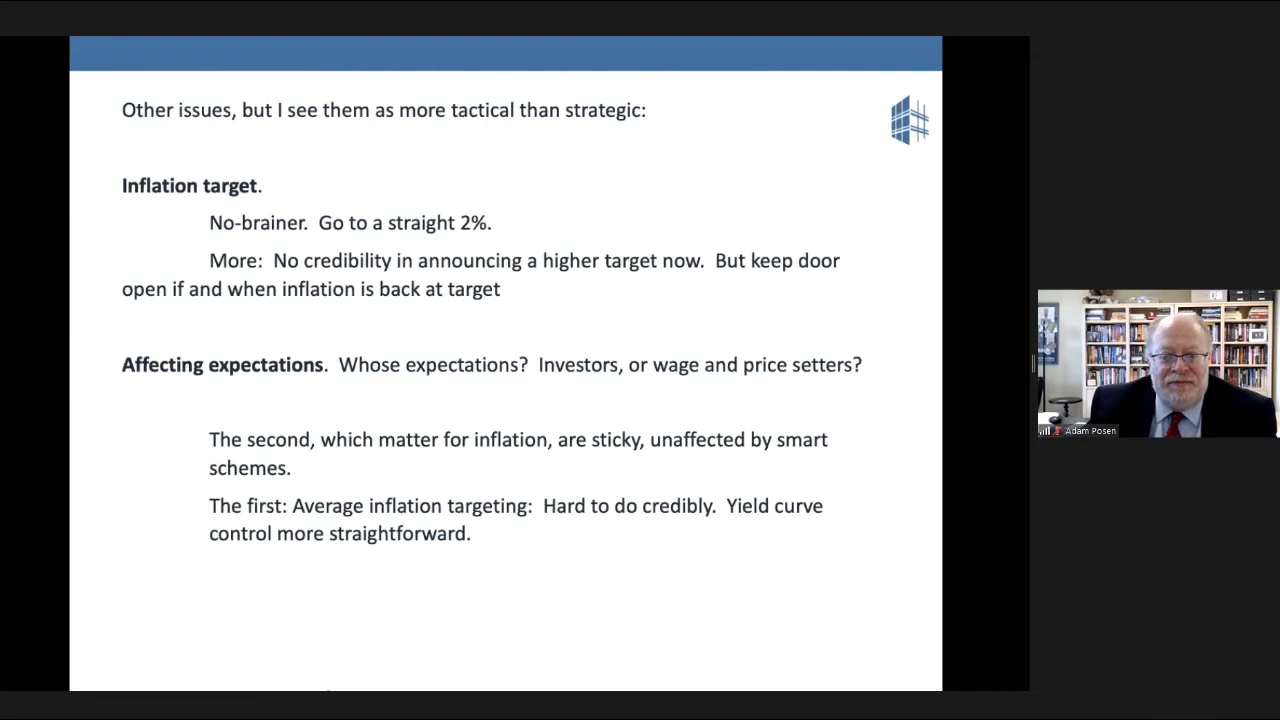 Other issues, but I see them as more tactical than strategic:
Inflation target.
No-brainer. Go to a straight 2%.
More: No credibility in announcing a higher target now. But keep door
open if and when inflation is back at target
Affecting expectations. Whose expectations? Investors, or wage and price setters?
The second, which matter for inflation, are sticky, unaffected by smart
schemes.
The first: Average inflation targeting: Hard to do credibly. Yield curve
control more straightforward.
Adam Posen